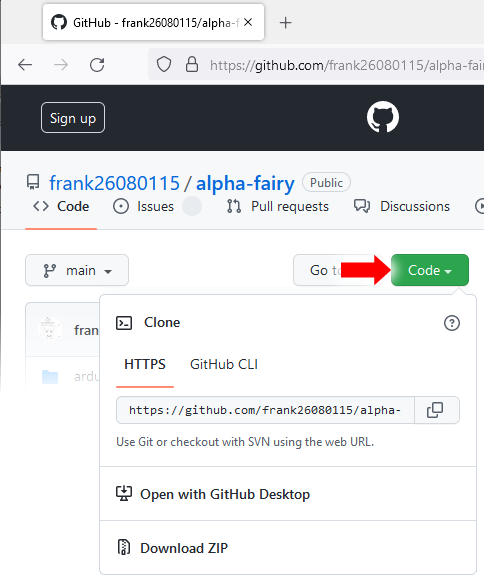 GitHub - frank26080115/alpha-f
https://github.com/frank26080115/alpha-fai
Sign up
frank26080115 / alpha-fairy Public
Code Issues Pull requests Discussions
main Go to Code
fran
Clone
HTTPS GitHub CLI
ardu
https://github.com/frank26080115/alpha-
Use Git or checkout with SVN using the web URL.
Open with GitHub Desktop
Download ZIP